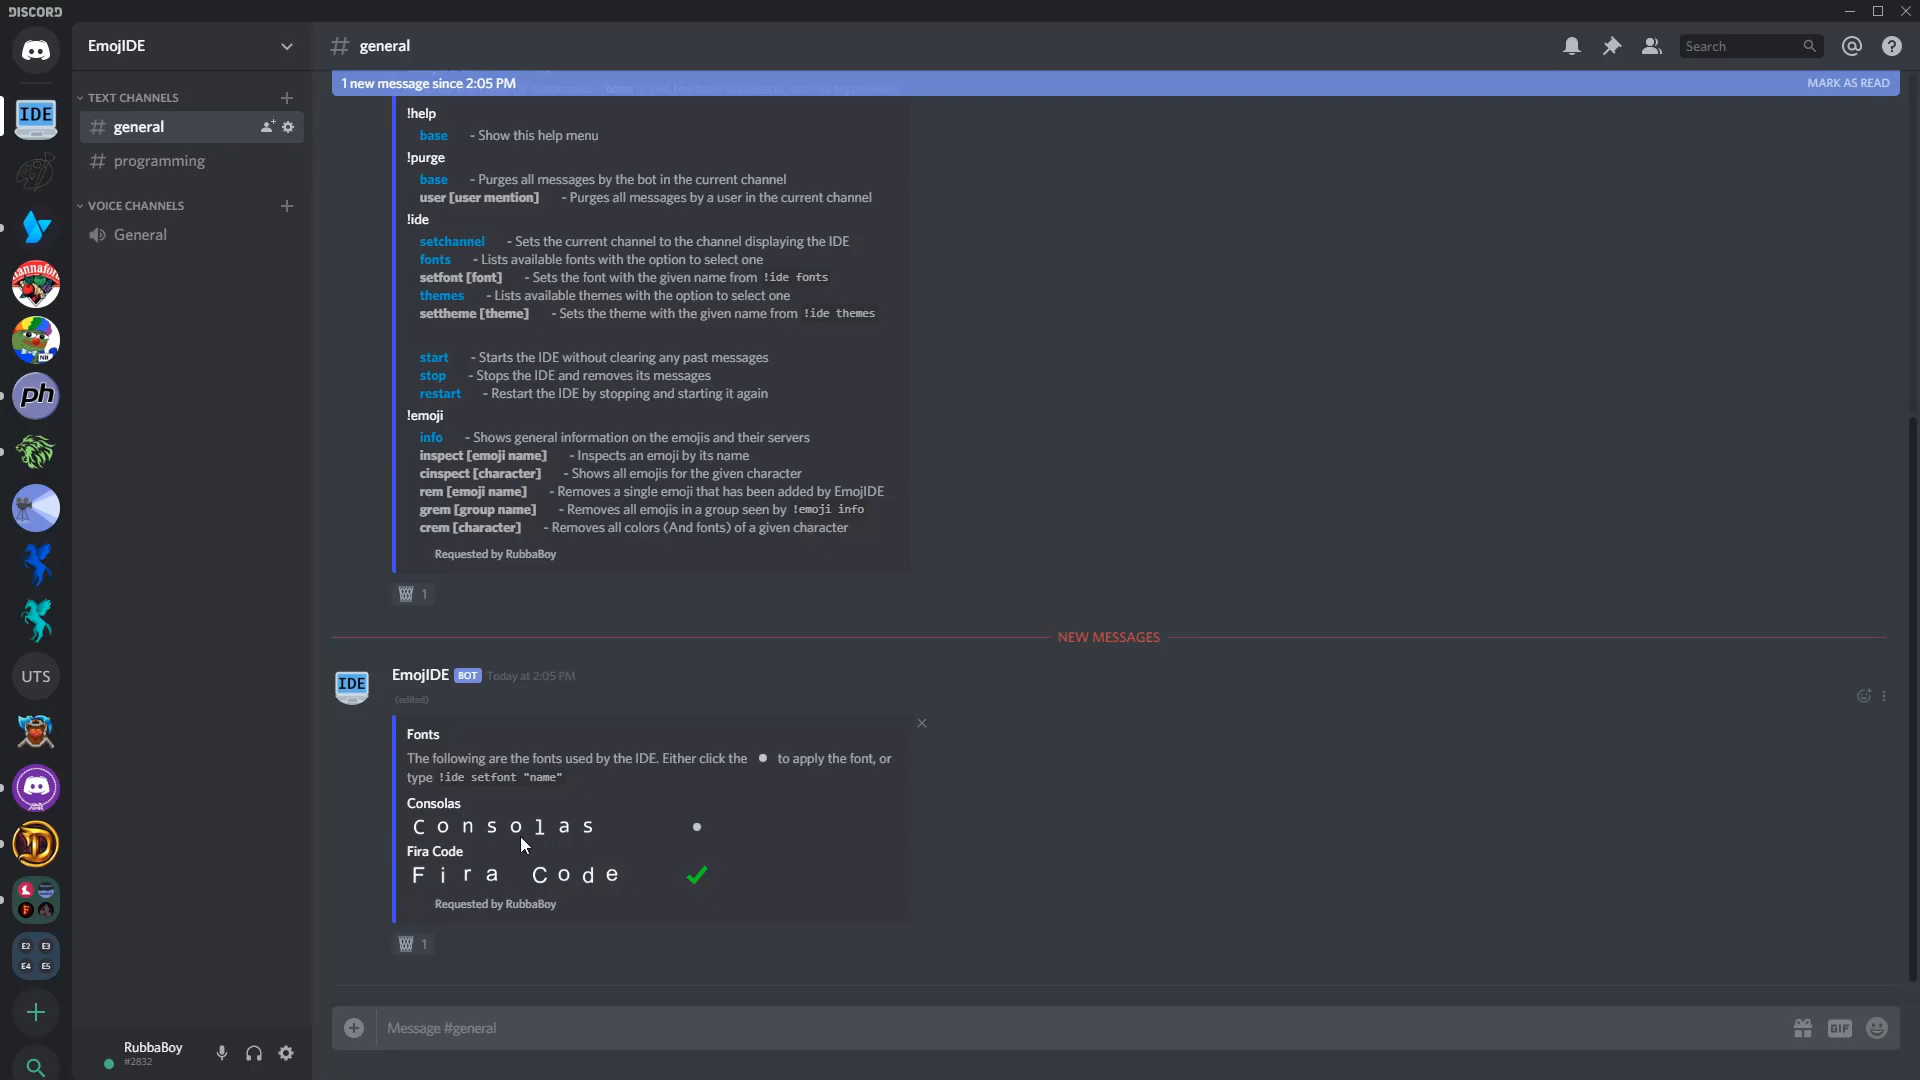 DISCORD
EmojIDE
general
Search
1 new message since 2:05 PM
MARK AS READ
TEXT CHANNELS
general
programming
VOICE CHANNELS
General
IDE
ph
UTS
E2 E3
E4 E5
!help
base - Show this help menu
!purge
base - Purges all messages by the bot in the current channel
user [user mention] - Purges all messages by a user in the current channel
!ide
setchannel - Sets the current channel to the channel displaying the IDE
fonts - Lists available fonts with the option to select one
setfont [font] - Sets the font with the given name from !ide fonts
themes - Lists available themes with the option to select one
settheme [theme] - Sets the theme with the given name from !ide themes
start - Starts the IDE without clearing any past messages
stop - Stops the IDE and removes its messages
restart - Restart the IDE by stopping and starting it again
!emoji
info - Shows general information on the emojis and their servers
inspect [emoji name] - Inspects an emoji by its name
cinspect [character] - Shows all emojis for the given character
rem [emoji name] - Removes a single emoji that has been added by EmojIDE
grem [group name] - Removes all emojis in a group seen by !emoji info
crem [character] - Removes all colors (And fonts) of a given character
Requested by RubbaBoy
1
NEW MESSAGES
IDE
EmojIDE BOT Today at 2:05 PM
(edited)
Fonts
The following are the fonts used by the IDE. Either click the to apply the font, or
type !ide setfont "name"
Consolas
C o n s o l a s
Fira Code
F i r a C o d e
Requested by RubbaBoy
1
Message #general
GIF
RubbaBoy
#2832